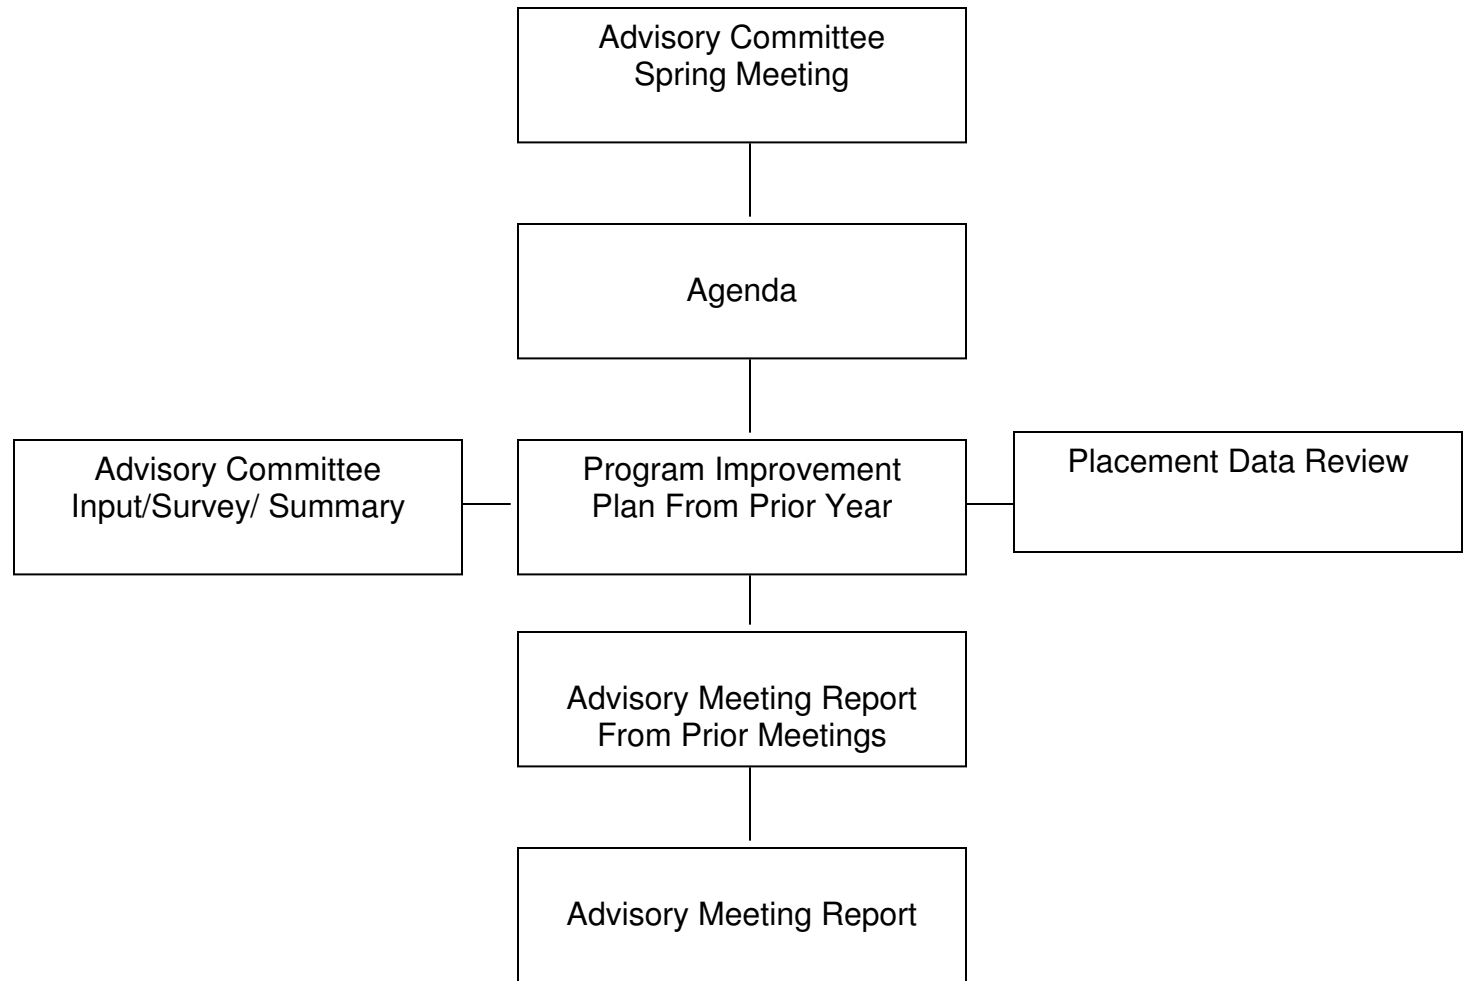 Advisory Committee
Spring Meeting
Agenda
Advisory Committee
Input/Survey/ Summary
Program Improvement
Plan From Prior Year
Placement Data Review
Advisory Meeting Report
From Prior Meetings
Advisory Meeting Report